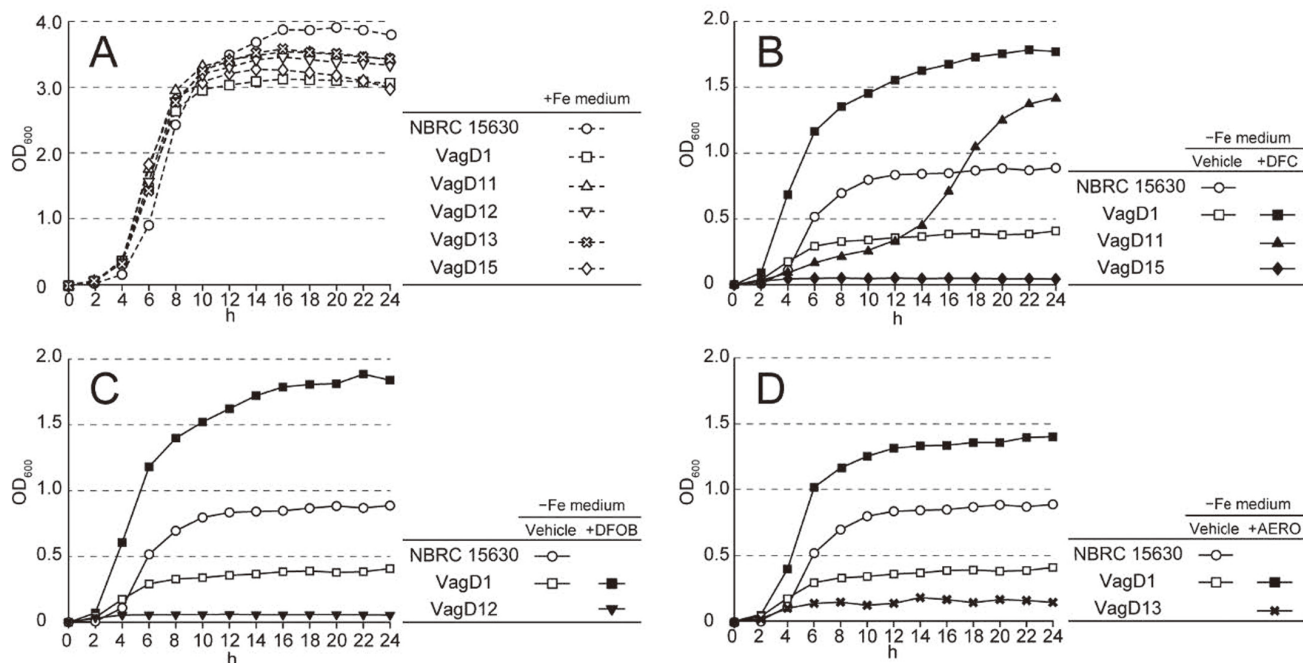 A
4.0
3.0
2.0
1.0
0
OD600
0 2 4 6 8 10 12 14 16 18 20 22 24
h
+Fe medium
NBRC 15630
VagD1
VagD11
VagD12
VagD13
VagD15
B
2.0
1.5
1.0
0.5
0
OD600
0 2 4 6 8 10 12 14 16 18 20 22 24
h
−Fe medium
Vehicle +DFC
NBRC 15630
VagD1
VagD11
VagD15
C
2.0
1.5
1.0
0.5
0
OD600
0 2 4 6 8 10 12 14 16 18 20 22 24
h
−Fe medium
Vehicle +DFOB
NBRC 15630
VagD1
VagD12
D
2.0
1.5
1.0
0.5
0
OD600
0 2 4 6 8 10 12 14 16 18 20 22 24
h
−Fe medium
Vehicle +AERO
NBRC 15630
VagD1
VagD13